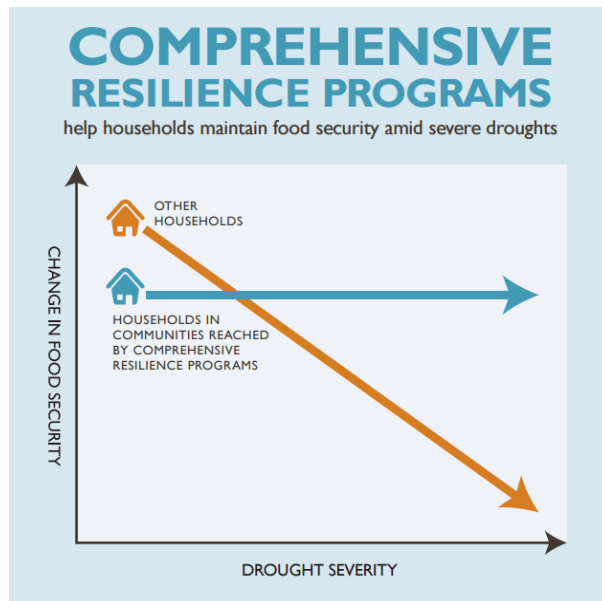 COMPREHENSIVE
RESILIENCE PROGRAMS
help households maintain food security amid severe droughts
OTHER
HOUSEHOLDS
HOUSEHOLDS IN
COMMUNITIES REACHED
BY COMPREHENSIVE
RESILIENCE PROGRAMS
CHANGE IN FOOD SECURITY
DROUGHT SEVERITY